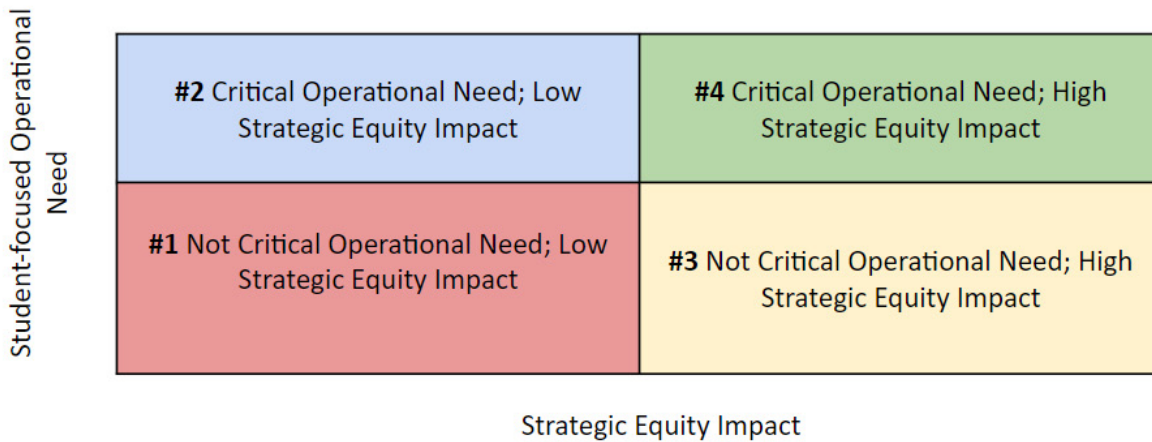 Student-focused Operational
Need
#2 Critical Operational Need; Low
Strategic Equity Impact
#4 Critical Operational Need; High
Strategic Equity Impact
#1 Not Critical Operational Need; Low
Strategic Equity Impact
#3 Not Critical Operational Need; High
Strategic Equity Impact
Strategic Equity Impact